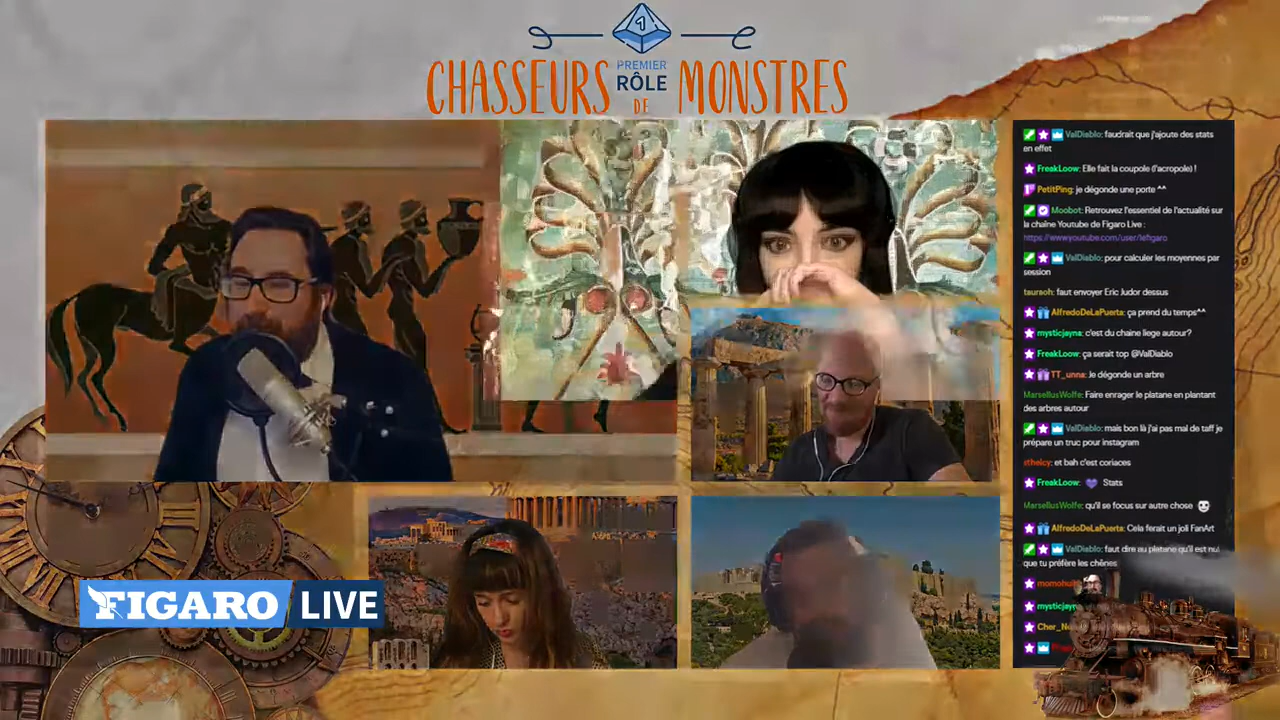 1
PREMIER
RÔLE
CHASSEURS DE MONSTRES
FIGARO LIVE
ValDiablo: faudrait que j'ajoute des stats
en effet
FreakLoow: Elle fait la coupole (l'acropole) !
PetitPing: je dégonde une porte ^^
Moobot: Retrouvez l'essentiel de l'actualité sur
la chaine Youtube de Figaro Live :
https://www.youtube.com/user/lefigaro
ValDiablo: pour calculer les moyennes par
session
tauraoh: faut envoyer Eric Judor dessus
AlfredoDeLaPuerta: ça prend du temps^^
mysticjayna: c'est du chaine liege autour?
FreakLoow: ça serait top @ValDiablo
TT_unna: Je dégonde un arbre
MarsellusWolfe: Faire enrager le platane en plantant
des arbres autour
ValDiablo: mais bon là j'ai pas mal de taff je
prépare un truc pour instagram
stheicy: et bah c'est coriaces
FreakLoow: Stats
MarsellusWolfe: qu'il se focus sur autre chose
AlfredoDeLaPuerta: Cela ferait un joli FanArt
ValDiablo: faut dire au platane qu'il est nul
que tu préfère les chênes